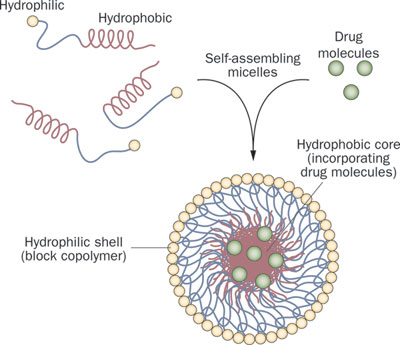 Hydrophilic
Hydrophobic
Drug
molecules
Self-assembling
micelles
Hydrophobic core
(incorporating
drug molecules)
Hydrophilic shell
(block copolymer)